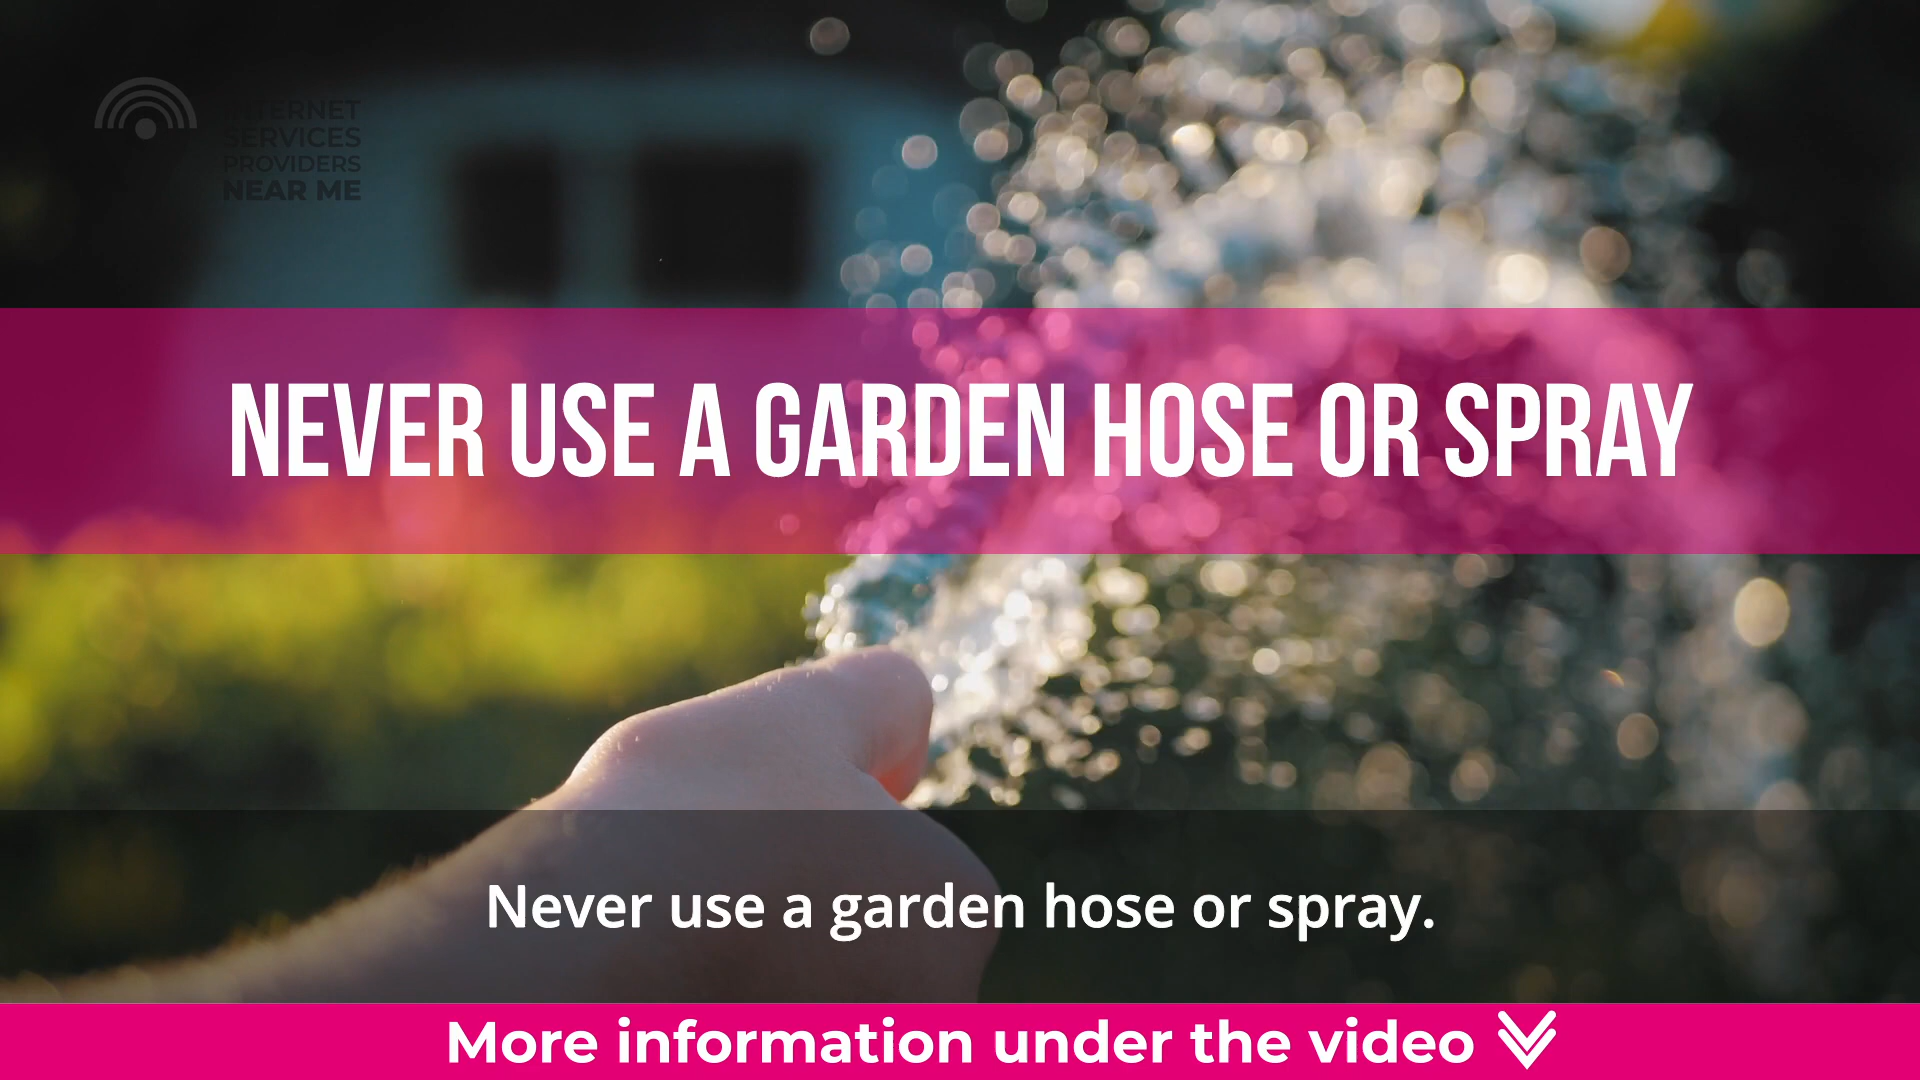 INTERNET
SERVICES
PROVIDERS
NEAR ME
NEVER USE A GARDEN HOSE OR SPRAY
Never use a garden hose or spray.
More information under the video